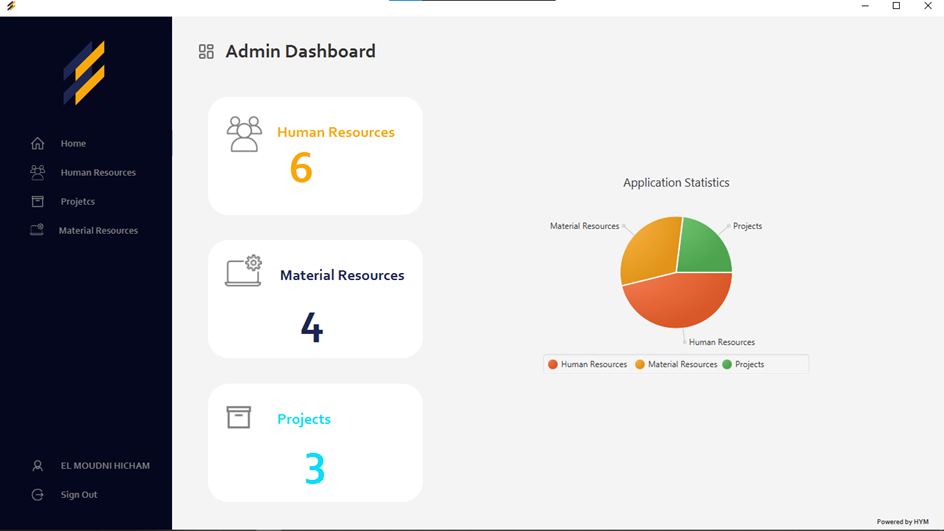 Admin Dashboard
Home
Human Resources
Projetcs
Material Resources
EL MOUDNI HICHAM
Sign Out
Human Resources
6
Material Resources
4
Projects
3
Application Statistics
Material Resources
Projects
Human Resources
Human Resources Material Resources Projects
Powered by HYM